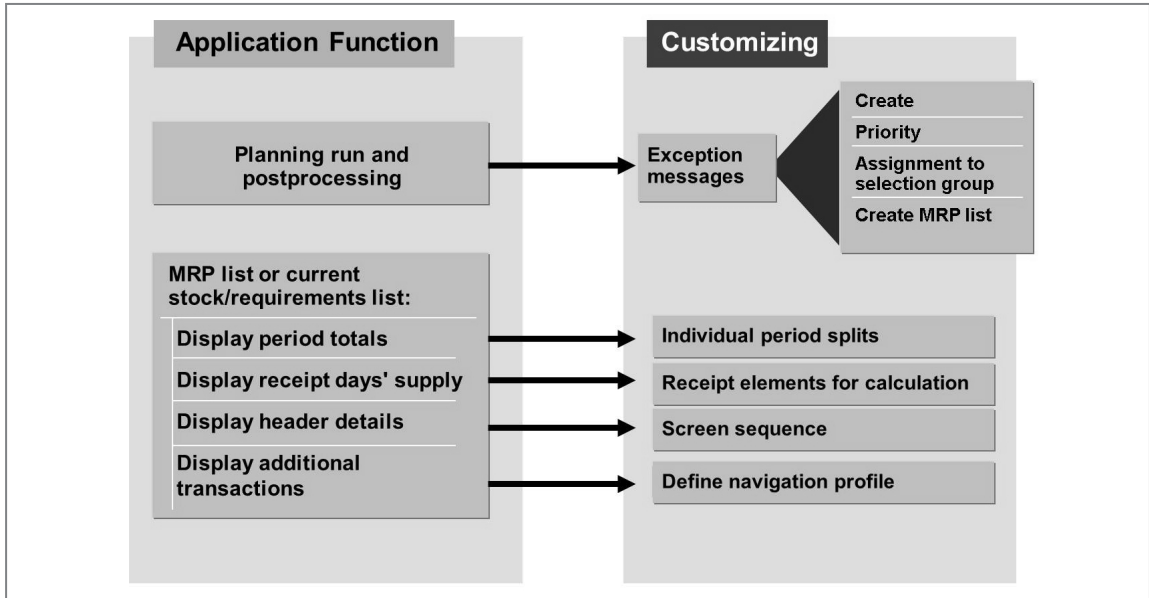 Application Function
Customizing
Planning run and
postprocessing
Exception
messages
Create
Priority
Assignment to
selection group
Create MRP list
MRP list or current
stock/requirements list:
Display period totals
Individual period splits
Display receipt days' supply
Receipt elements for calculation
Display header details
Screen sequence
Display additional
transactions
Define navigation profile